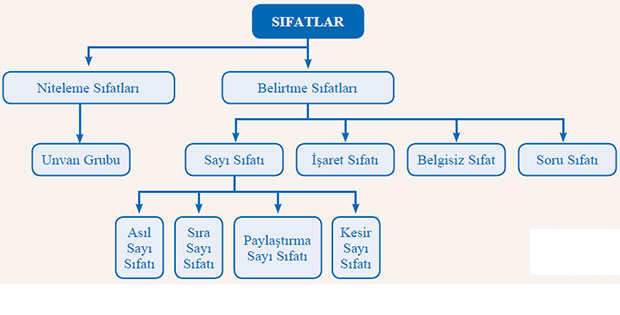 SIFATLAR
Niteleme Sıfatları
Belirtme Sıfatları
Unvan Grubu
Sayı Sıfatı
İşaret Sıfatı
Belgisiz Sıfat
Soru Sıfatı
Asıl
Sayı
Sıfatı
Sıra
Sayı
Sıfatı
Paylaştırma
Sayı Sıfatı
Kesir
Sayı
Sıfatı